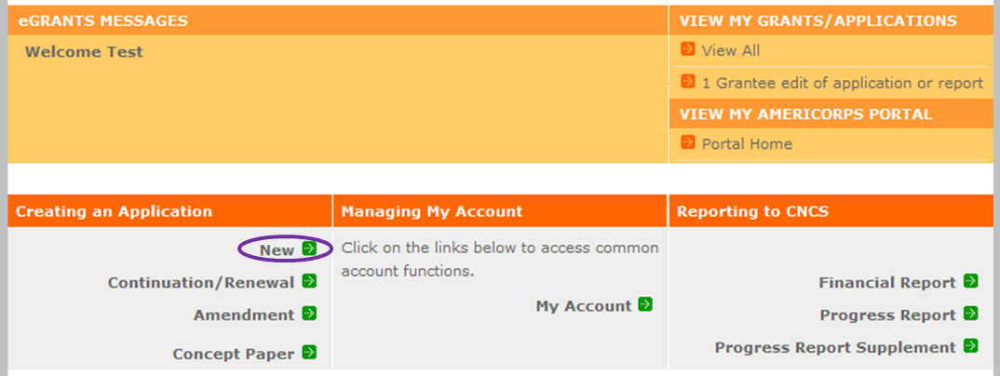 eGRANTS MESSAGES
Welcome Test
VIEW MY GRANTS/APPLICATIONS
View All
1 Grantee edit of application or report
VIEW MY AMERICORPS PORTAL
Portal Home
Creating an Application
New
Continuation/Renewal
Amendment
Concept Paper
Managing My Account
Click on the links below to access common
account functions.
My Account
Reporting to CNCS
Financial Report
Progress Report
Progress Report Supplement